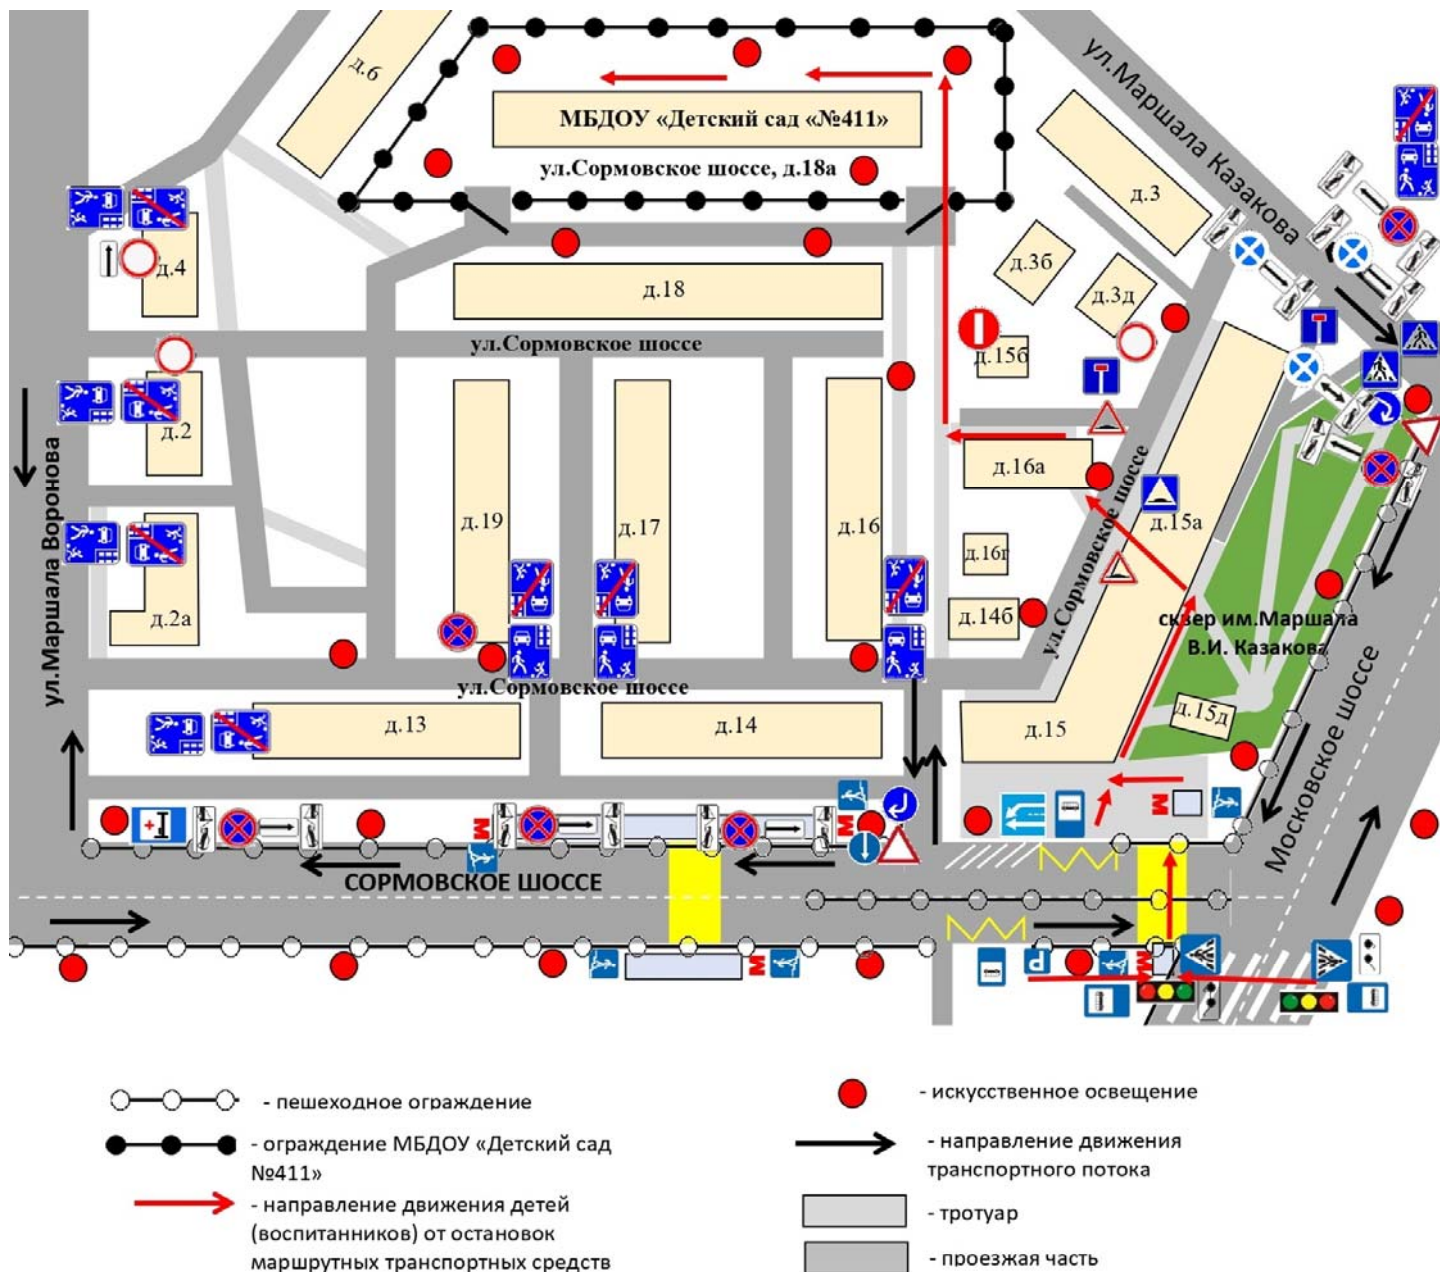 д.6
ул.Маршала Казакова
МБДОУ «Детский сад «№411»
ул.Сормовское шоссе, д.18а
д.3
д.3б
д.3д
д.4
д.18
ул.Сормовское шоссе
д.15б
д.2
ул.Маршала Воронова
д.16а
д.19
д.17
д.16
д.15а
ул.Сормовское шоссе
д.16г
д.14б
д.2а
сквер им.Маршала
В.И. Казакова
ул.Сормовское шоссе
д.13
д.14
д.15
д.15д
Московское шоссе
М
М
М
СОРМОВСКОЕ ШОССЕ
М
М
P
- пешеходное ограждение
- ограждение МБДОУ «Детский сад
№411»
- направление движения детей
(воспитанников) от остановок
маршрутных транспортных средств
- искусственное освещение
- направление движения
транспортного потока
- тротуар
- проезжая часть